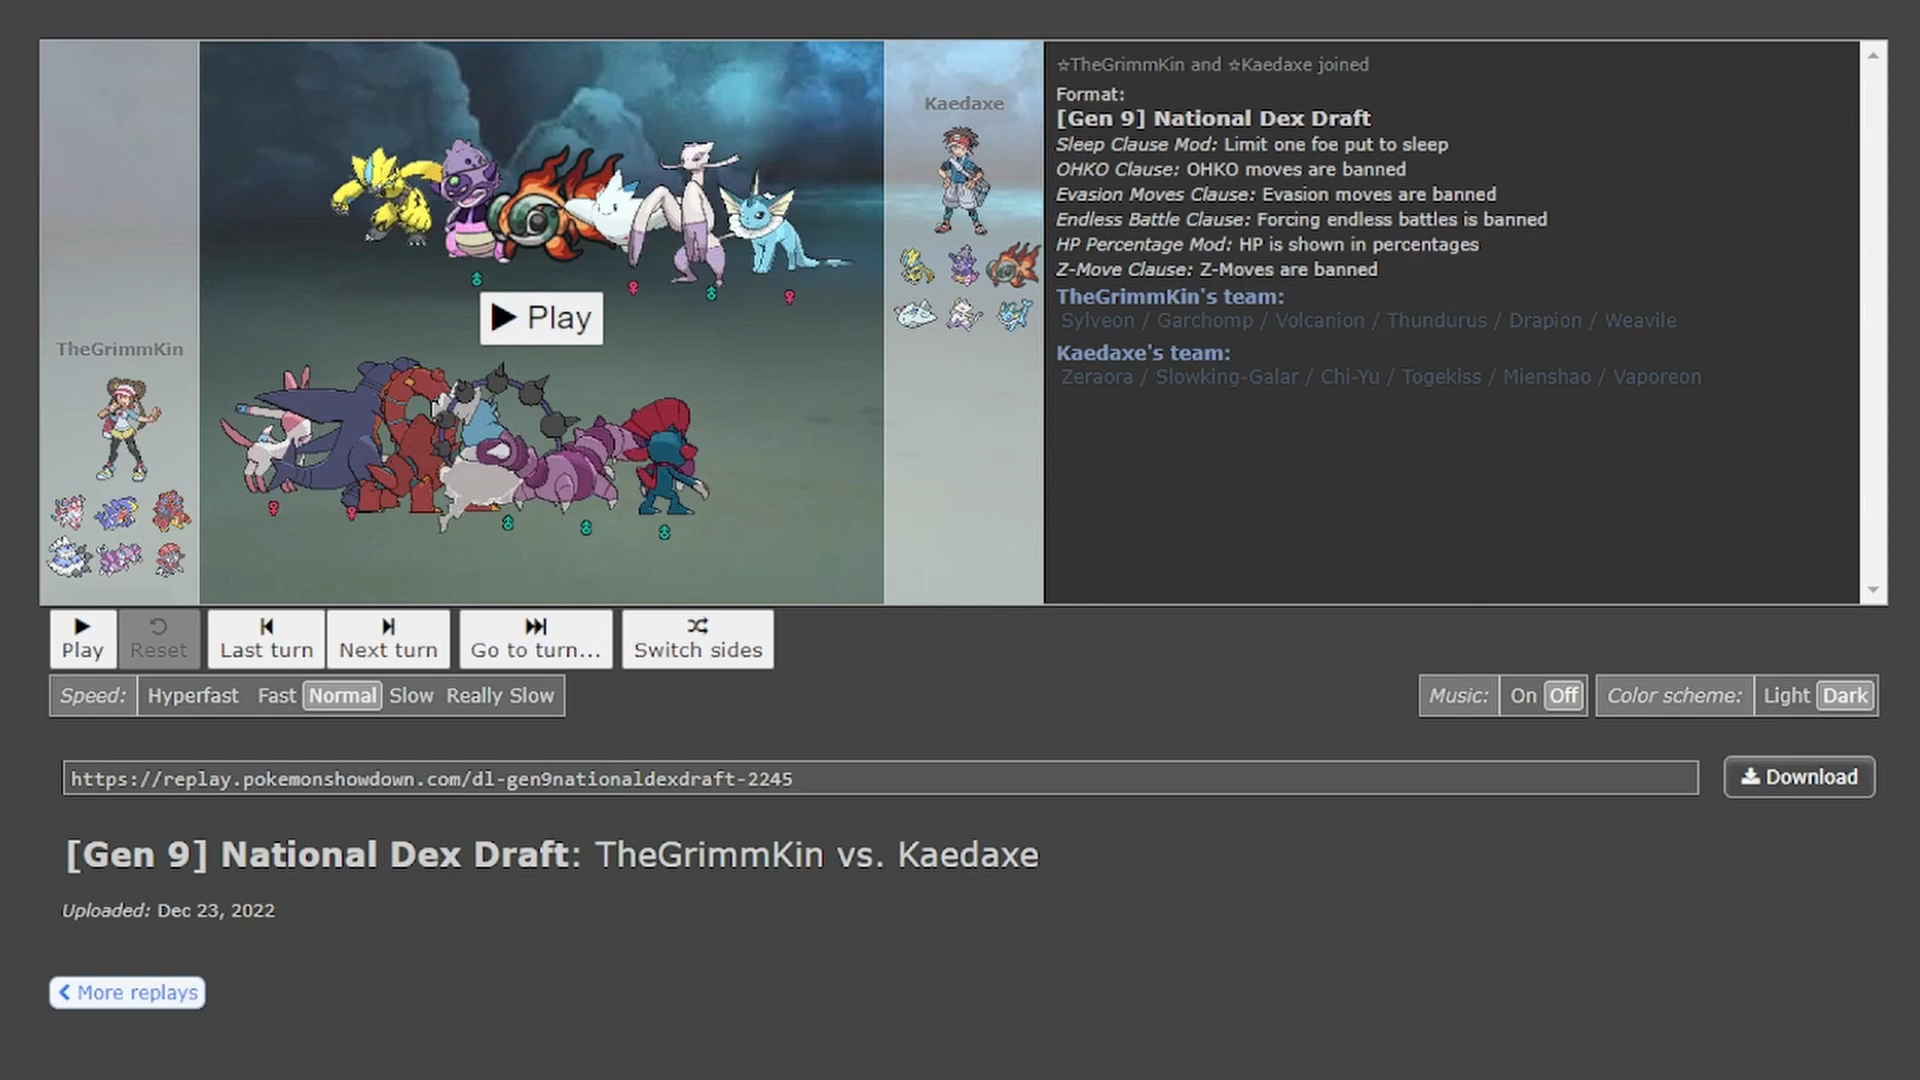 ☆TheGrimmKin and ☆Kaedaxe joined
Format:
[Gen 9] National Dex Draft
Sleep Clause Mod: Limit one foe put to sleep
OHKO Clause: OHKO moves are banned
Evasion Moves Clause: Evasion moves are banned
Endless Battle Clause: Forcing endless battles is banned
HP Percentage Mod: HP is shown in percentages
Z-Move Clause: Z-Moves are banned
TheGrimmKin's team:
Sylveon / Garchomp / Volcanion / Thundurus / Drapion / Weavile
Kaedaxe's team:
Zeraora / Slowking-Galar / Chi-Yu / Togekiss / Mienshao / Vaporeon
Kaedaxe
Play
TheGrimmKin
Play Reset Last turn Next turn Go to turn... Switch sides
Speed: Hyperfast Fast Normal Slow Really Slow Music: On Off Color scheme: Light Dark
https://replay.pokemonshowdown.com/dl-gen9nationaldexdraft-2245 Download
[Gen 9] National Dex Draft: TheGrimmKin vs. Kaedaxe
Uploaded: Dec 23, 2022
More replays